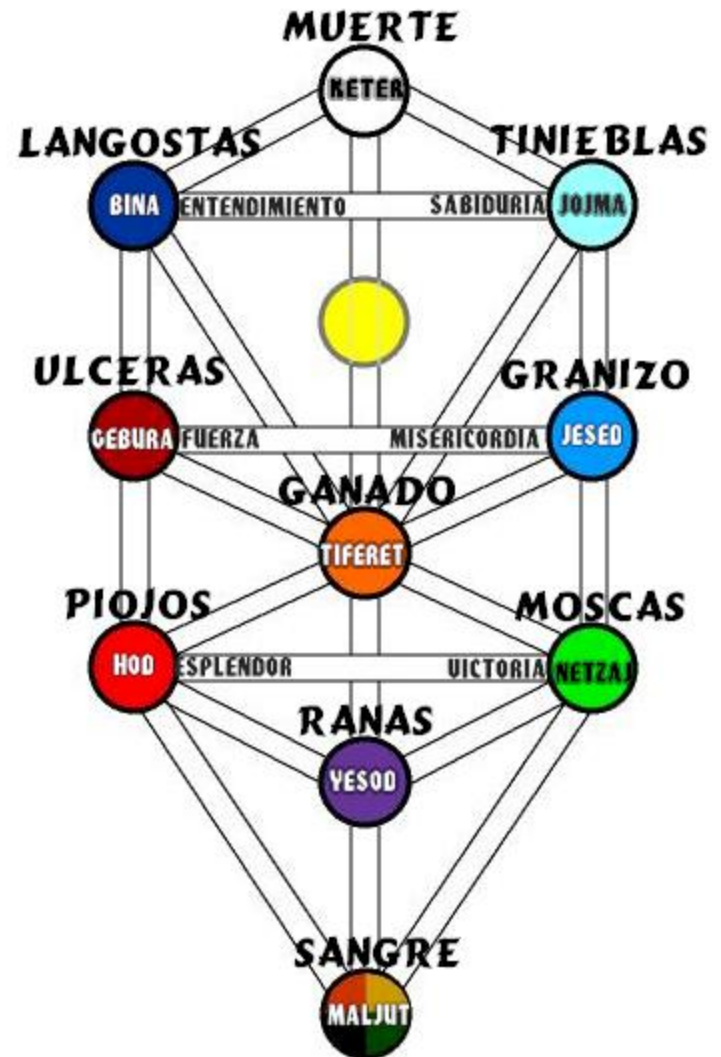 MUERTE
KETER
LANGOSTAS
TINIEBLAS
BINA ENTENDIMIENTO SABIDURIA JOJMA
ULCERAS
GRANIZO
GEBURA FUERZA MISERICORDIA JESED
GANADO
TIFERET
PIOJOS
MOSCAS
HOD ESPLENDOR VICTORIA NETZAJ
RANAS
YESOD
SANGRE
MALJUT